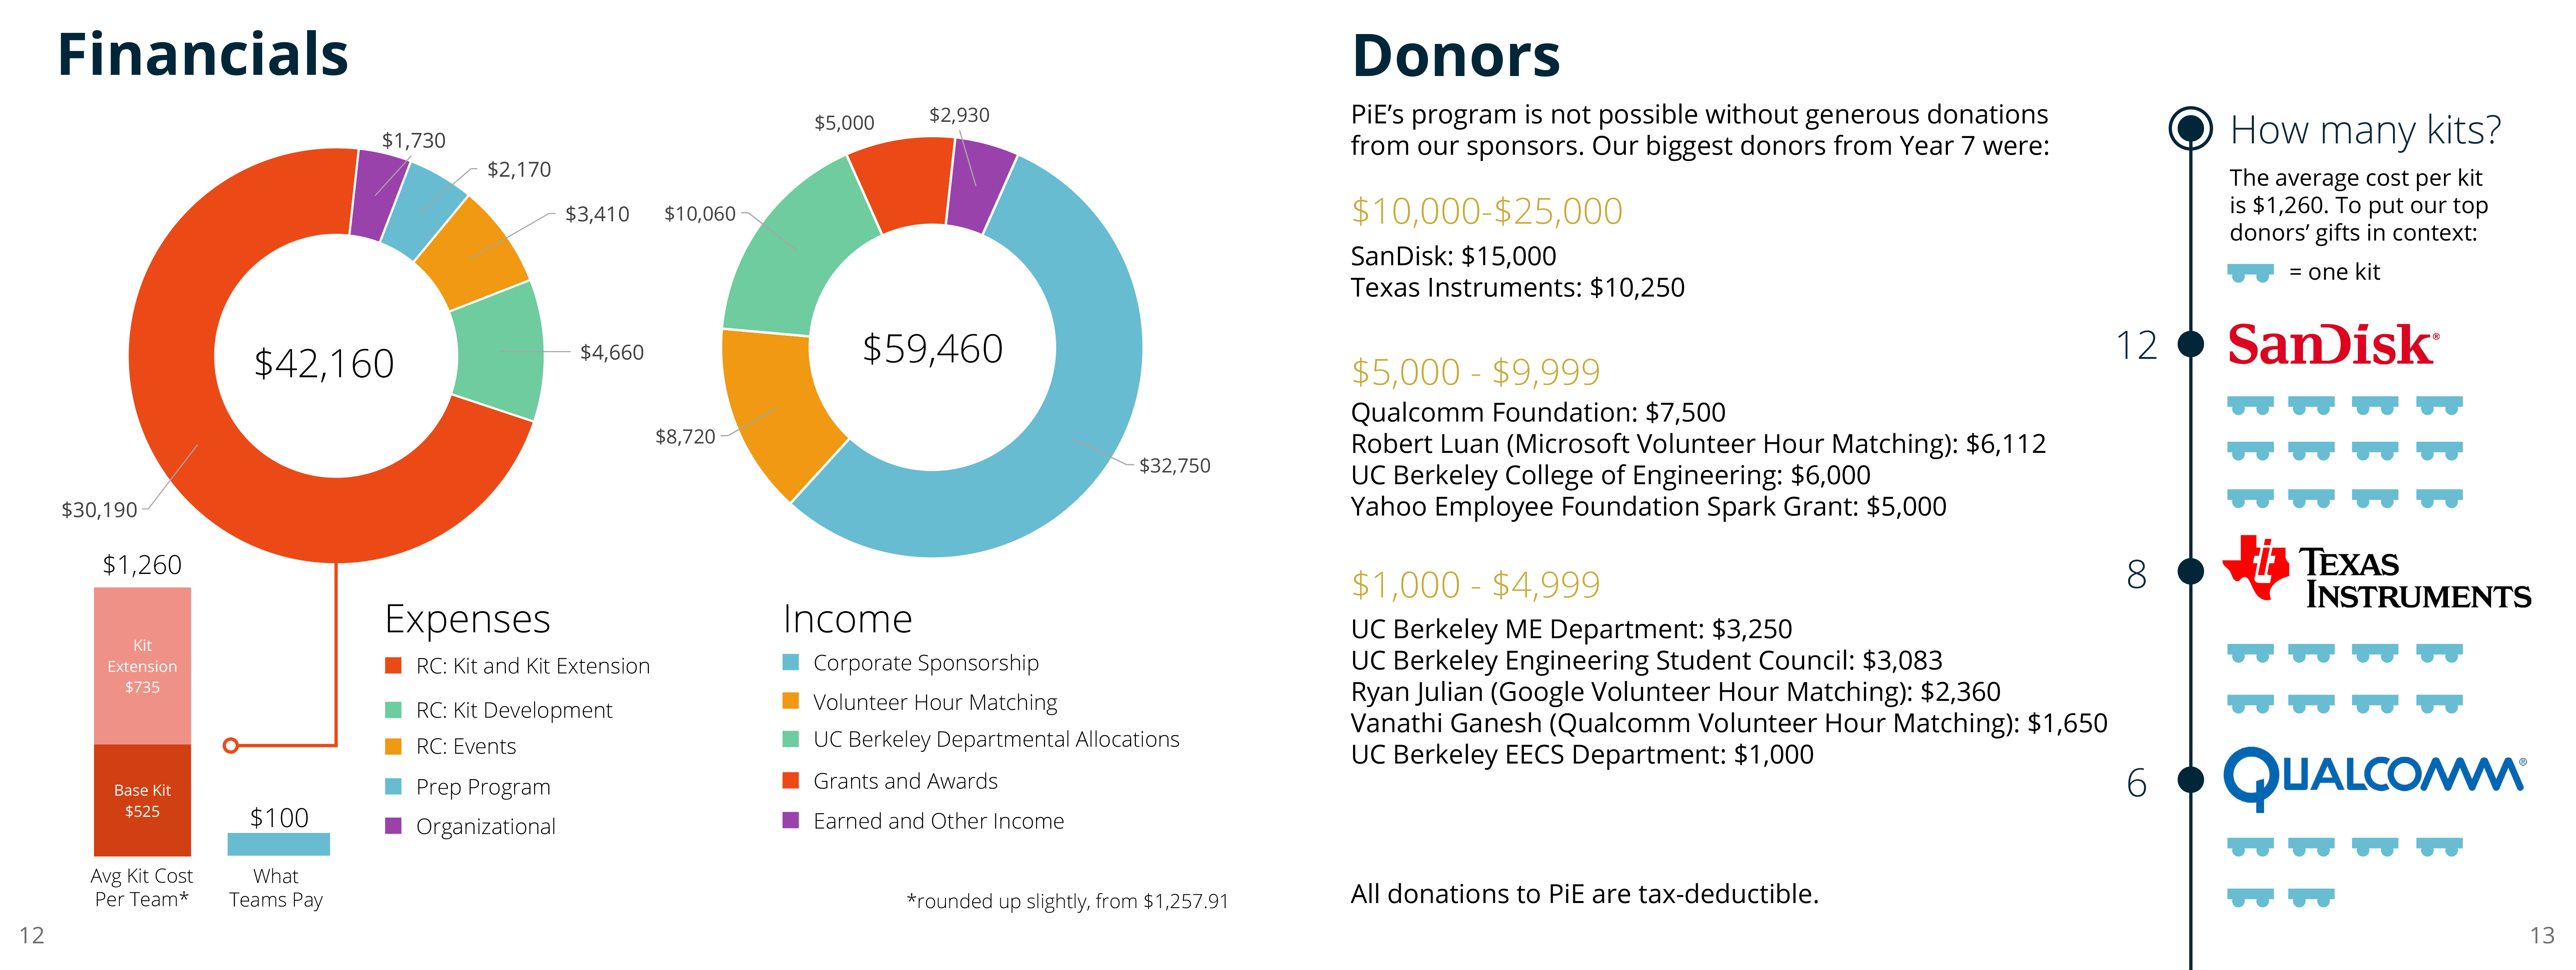 Financials
$1,730
$2,170
$3,410
$4,660
$30,190
$42,160
$5,000
$2,930
$10,060
$8,720
$32,750
$59,460
$1,260
Kit
Extension
$735
Base Kit
$525
Avg Kit Cost
Per Team*
$100
What
Teams Pay
Expenses
RC: Kit and Kit Extension
RC: Kit Development
RC: Events
Prep Program
Organizational
Income
Corporate Sponsorship
Volunteer Hour Matching
UC Berkeley Departmental Allocations
Grants and Awards
Earned and Other Income
*rounded up slightly, from $1,257.91
12
Donors
PiE’s program is not possible without generous donations
from our sponsors. Our biggest donors from Year 7 were:
$10,000-$25,000
SanDisk: $15,000
Texas Instruments: $10,250
$5,000 - $9,999
Qualcomm Foundation: $7,500
Robert Luan (Microsoft Volunteer Hour Matching): $6,112
UC Berkeley College of Engineering: $6,000
Yahoo Employee Foundation Spark Grant: $5,000
$1,000 - $4,999
UC Berkeley ME Department: $3,250
UC Berkeley Engineering Student Council: $3,083
Ryan Julian (Google Volunteer Hour Matching): $2,360
Vanathi Ganesh (Qualcomm Volunteer Hour Matching): $1,650
UC Berkeley EECS Department: $1,000
All donations to PiE are tax-deductible.
How many kits?
The average cost per kit
is $1,260. To put our top
donors’ gifts in context:
= one kit
12
SanDisk®
8
ti
TEXAS
INSTRUMENTS
6
QUALCOMM®
13